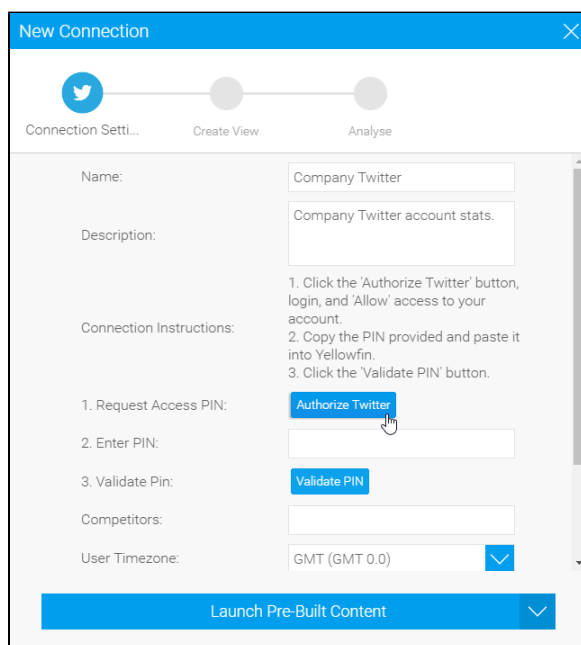 New Connection
Connection Setti...
Create View
Analyse
Name:
Company Twitter
Description:
Company Twitter account stats.
Connection Instructions:
1. Click the 'Authorize Twitter' button,
login, and 'Allow' access to your
account.
2. Copy the PIN provided and paste it
into Yellowfin.
3. Click the 'Validate PIN' button.
1. Request Access PIN:
Authorize Twitter
2. Enter PIN:
3. Validate Pin:
Validate PIN
Competitors:
User Timezone:
GMT (GMT 0.0)
Launch Pre-Built Content